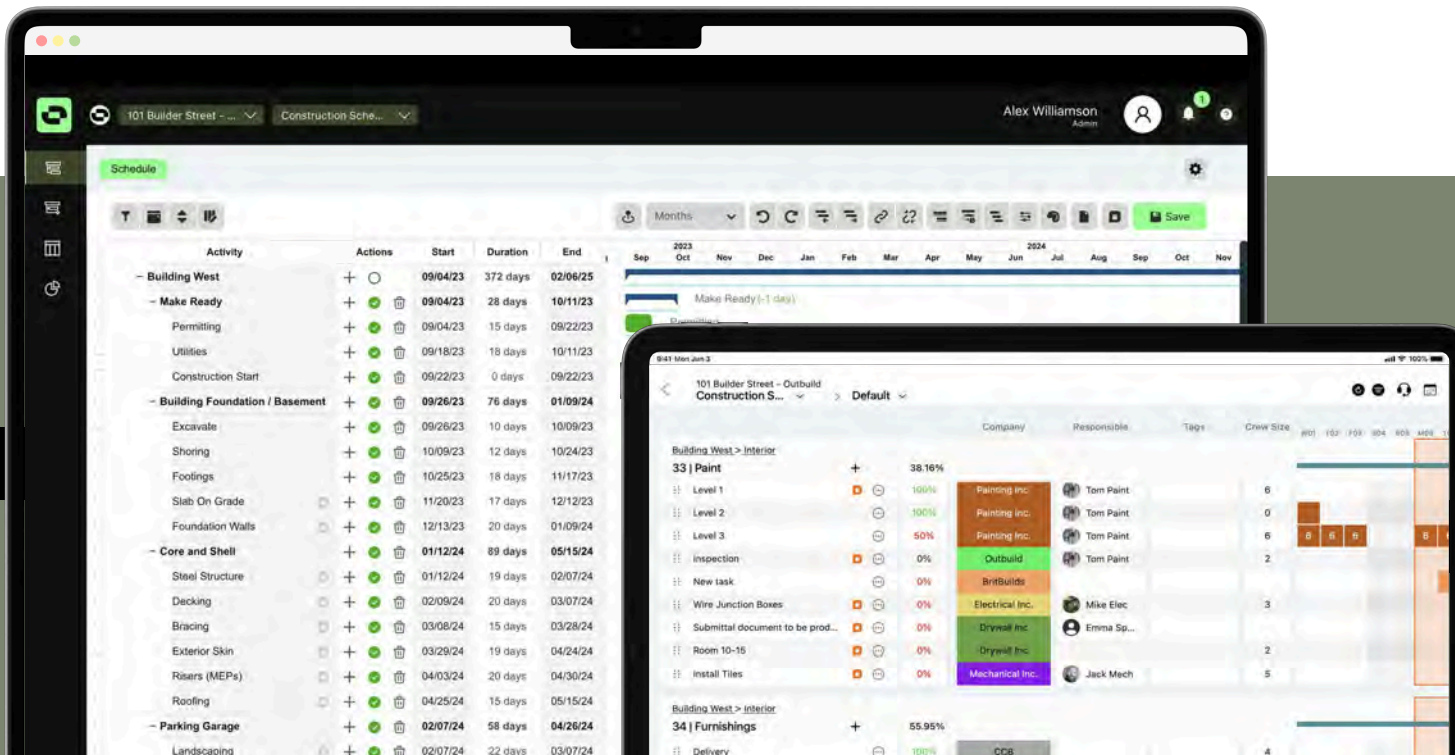 101 Builder Street - ...
Construction Sche...
Alex Williamson
Admin
1
Schedule
Months
Save
Activity Actions Start Duration End
2023 2024
Sep Oct Nov Dec Jan Feb Mar Apr May Jun Jul Aug Sep Oct Nov
− Building West 09/04/23 372 days 02/06/25
− Make Ready 09/04/23 28 days 10/11/23 Make Ready (-1 day)
Permitting 09/04/23 15 days 09/22/23 Permitting
Utilities 09/18/23 18 days 10/11/23
Construction Start 09/22/23 0 days 09/22/23
− Building Foundation / Basement 09/26/23 76 days 01/09/24
Excavate 09/26/23 10 days 10/09/23
Shoring 10/09/23 12 days 10/24/23
Footings 10/25/23 18 days 11/17/23
Slab On Grade 11/20/23 17 days 12/12/23
Foundation Walls 12/13/23 20 days 01/09/24
− Core and Shell 01/12/24 89 days 05/15/24
Steel Structure 01/12/24 19 days 02/07/24
Decking 02/09/24 20 days 03/07/24
Bracing 03/08/24 15 days 03/28/24
Exterior Skin 03/29/24 19 days 04/24/24
Risers (MEPs) 04/03/24 20 days 04/30/24
Roofing 04/25/24 15 days 05/15/24
− Parking Garage 02/07/24 58 days 04/26/24
Landscaping 02/07/24 22 days 03/07/24
9:41 Mon Jun 3 100%
101 Builder Street - Outbuild
Construction S... > Default
Company Responsible Tags Crew Size
Building West > Interior
33 | Paint + 38.16%
Level 1 100% Painting Inc. Tom Paint 6
Level 2 100% Painting Inc. Tom Paint 0
Level 3 50% Painting Inc. Tom Paint 6 6 6 6 6
Inspection 0% Outbuild Tom Paint 2
New task 0% BritBuilds
Wire Junction Boxes 0% Electrical Inc. Mike Elec 3
Submittal document to be prod... 0% Drywall Inc. Emma Sp...
Room 10-15 0% Drywall Inc. 2
Install Tiles 0% Mechanical Inc. Jack Mech 5
Building West > Interior
34 | Furnishings + 55.95%
Delivery 100% CCB 4